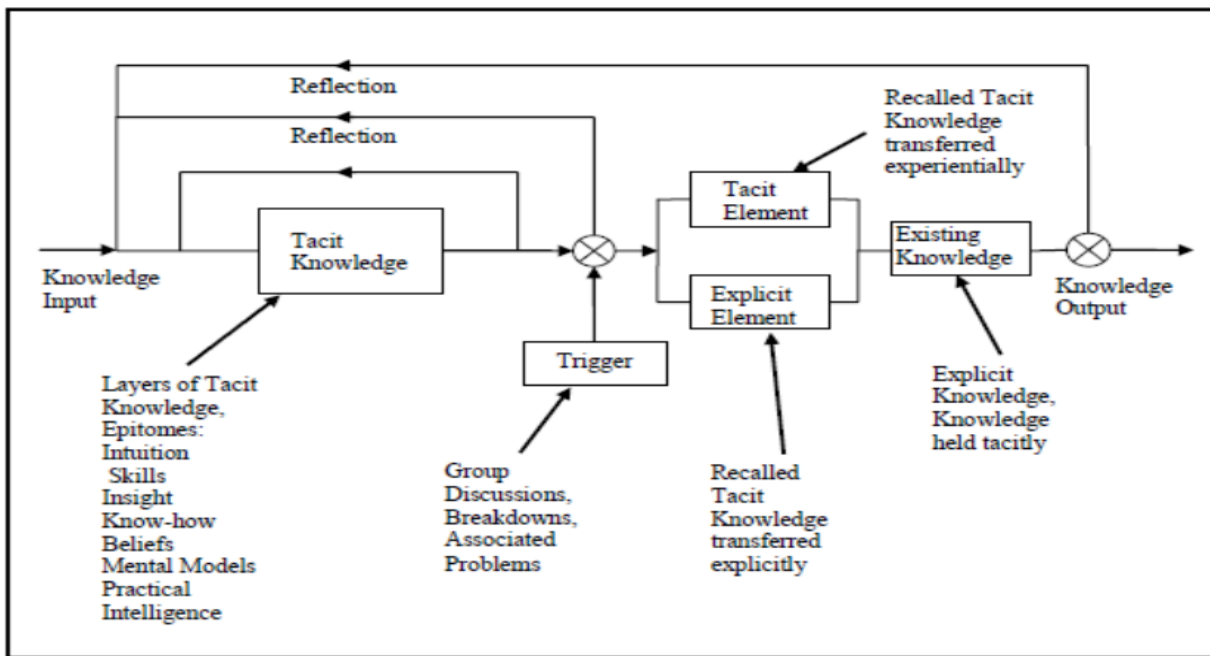 Reflection
Reflection
Recalled Tacit
Knowledge
transferred
experientially
Tacit
Element
Tacit
Knowledge
Existing
Knowledge
Knowledge
Input
Explicit
Element
Knowledge
Output
Trigger
Layers of Tacit
Knowledge,
Epitomes:
Intuition
Skills
Insight
Know-how
Beliefs
Mental Models
Practical
Intelligence
Group
Discussions,
Breakdowns,
Associated
Problems
Recalled
Tacit
Knowledge
transferred
explicitly
Explicit
Knowledge,
Knowledge
held tacitly